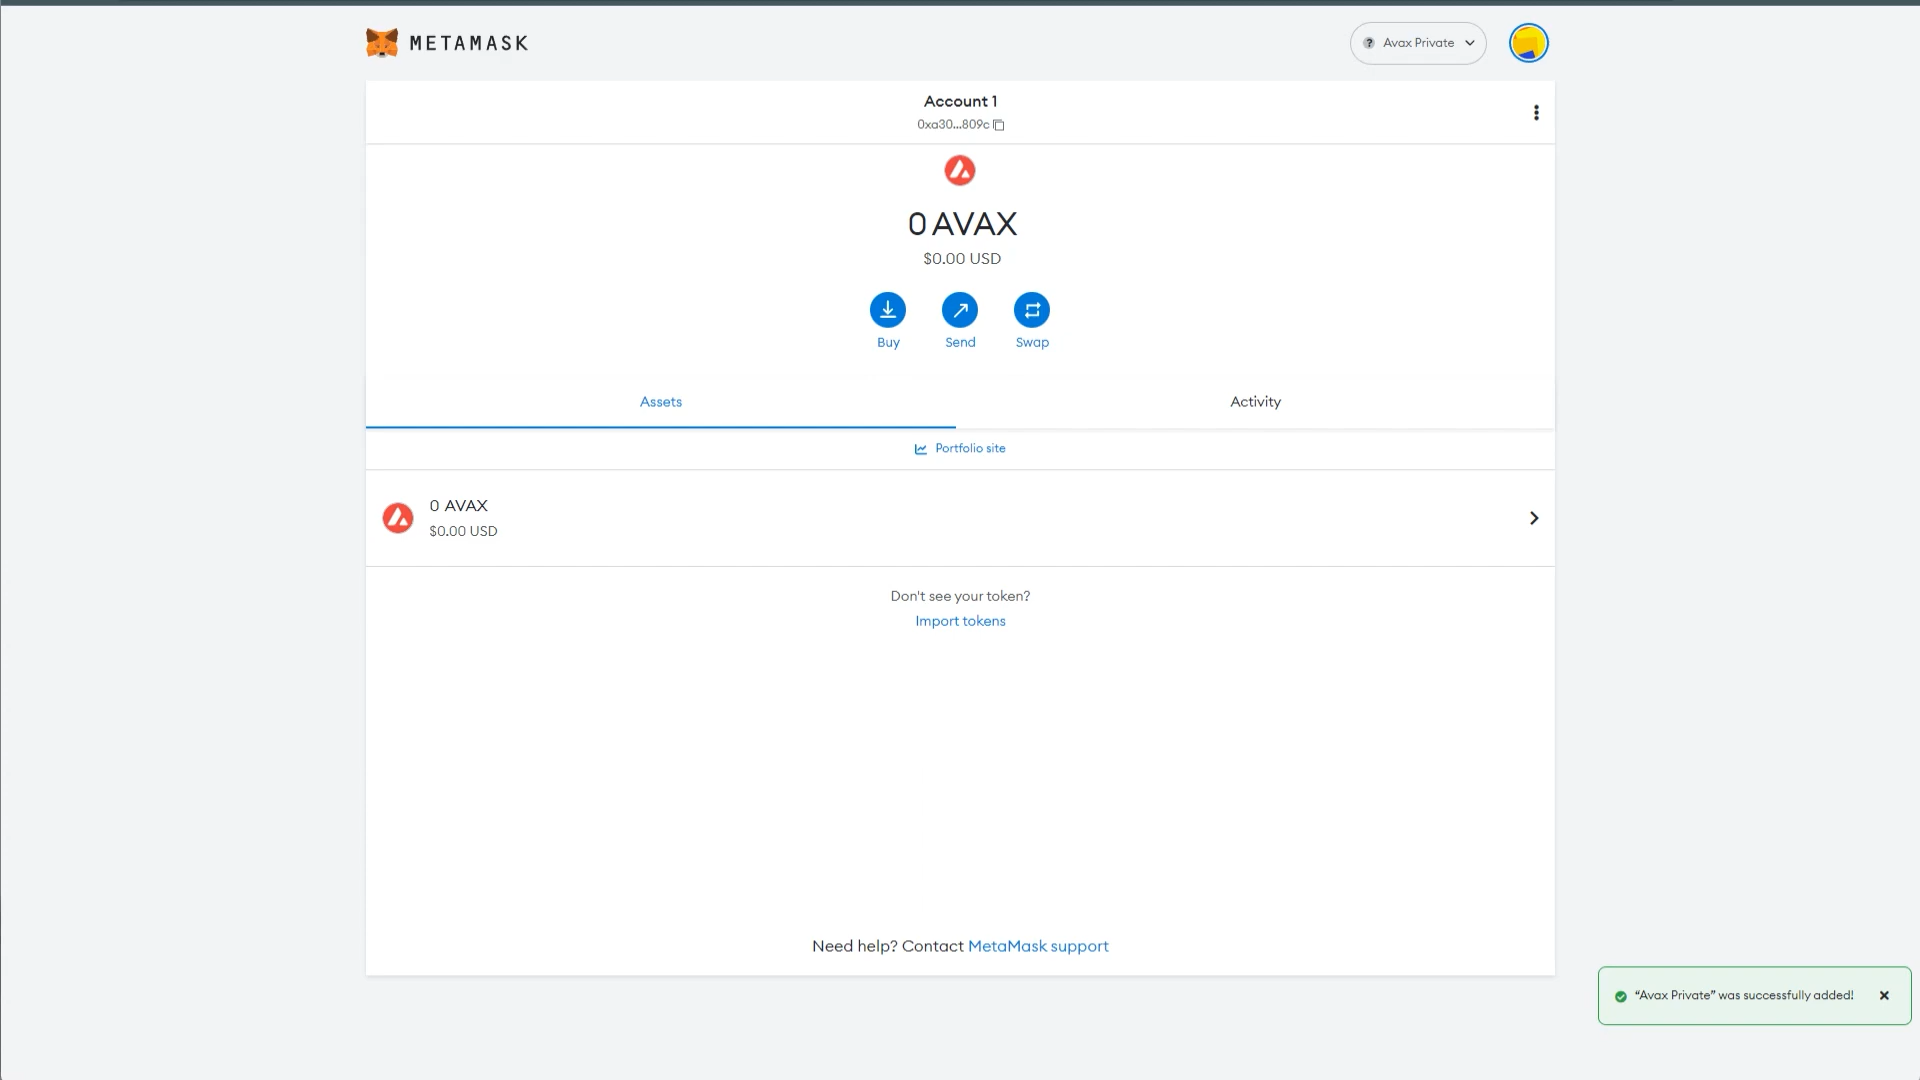 METAMASK
Avax Private
Account 1
0xa30...809c
0 AVAX
$0.00 USD
Buy
Send
Swap
Assets
Activity
Portfolio site
0 AVAX
$0.00 USD
Don't see your token?
Import tokens
Need help? Contact MetaMask support
“Avax Private” was successfully added!